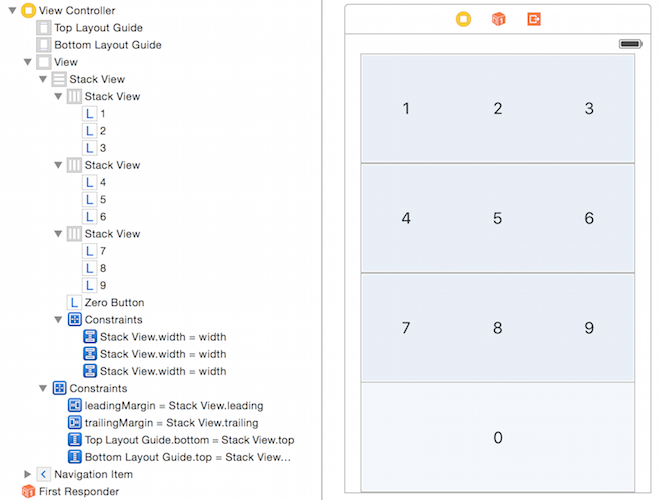 View Controller
Top Layout Guide
Bottom Layout Guide
View
Stack View
Stack View
L 1
L 2
L 3
Stack View
L 4
L 5
L 6
Stack View
L 7
L 8
L 9
L Zero Button
Constraints
Stack View.width = width
Stack View.width = width
Stack View.width = width
Constraints
leadingMargin = Stack View.leading
trailingMargin = Stack View.trailing
Top Layout Guide.bottom = Stack View.top
Bottom Layout Guide.top = Stack View...
Navigation Item
First Responder
1 2 3
4 5 6
7 8 9
0